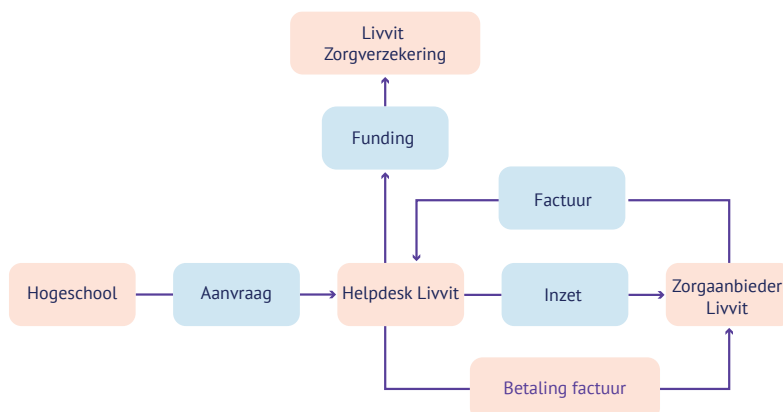 Livvit
Zorgverzekering
Funding
Factuur
Hogeschool
Aanvraag
Helpdesk Livvit
Inzet
Zorgaanbieder
Livvit
Betaling factuur